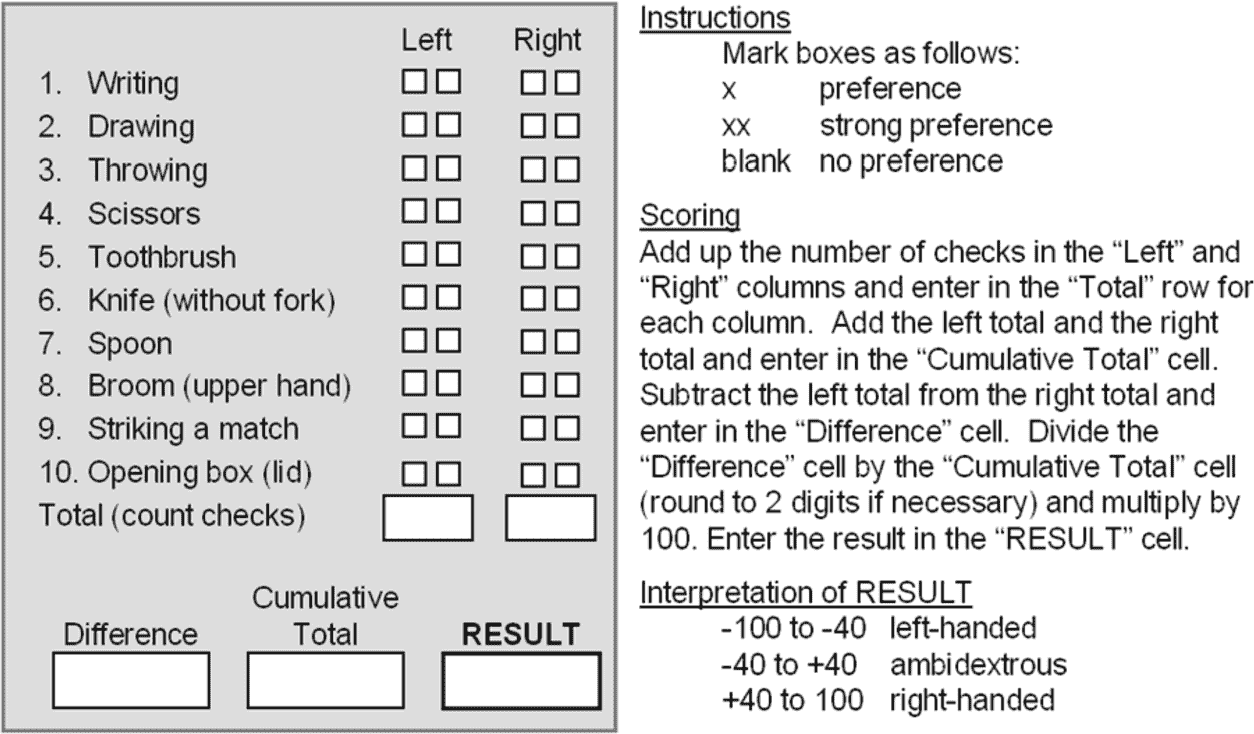 Left Right
1. Writing
2. Drawing
3. Throwing
4. Scissors
5. Toothbrush
6. Knife (without fork)
7. Spoon
8. Broom (upper hand)
9. Striking a match
10. Opening box (lid)
Total (count checks)
Difference
Cumulative
Total
RESULT
Instructions
Mark boxes as follows:
x preference
xx strong preference
blank no preference
Scoring
Add up the number of checks in the “Left” and
“Right” columns and enter in the “Total” row for
each column. Add the left total and the right
total and enter in the “Cumulative Total” cell.
Subtract the left total from the right total and
enter in the “Difference” cell. Divide the
“Difference” cell by the “Cumulative Total” cell
(round to 2 digits if necessary) and multiply by
100. Enter the result in the “RESULT” cell.
Interpretation of RESULT
-100 to -40 left-handed
-40 to +40 ambidextrous
+40 to 100 right-handed